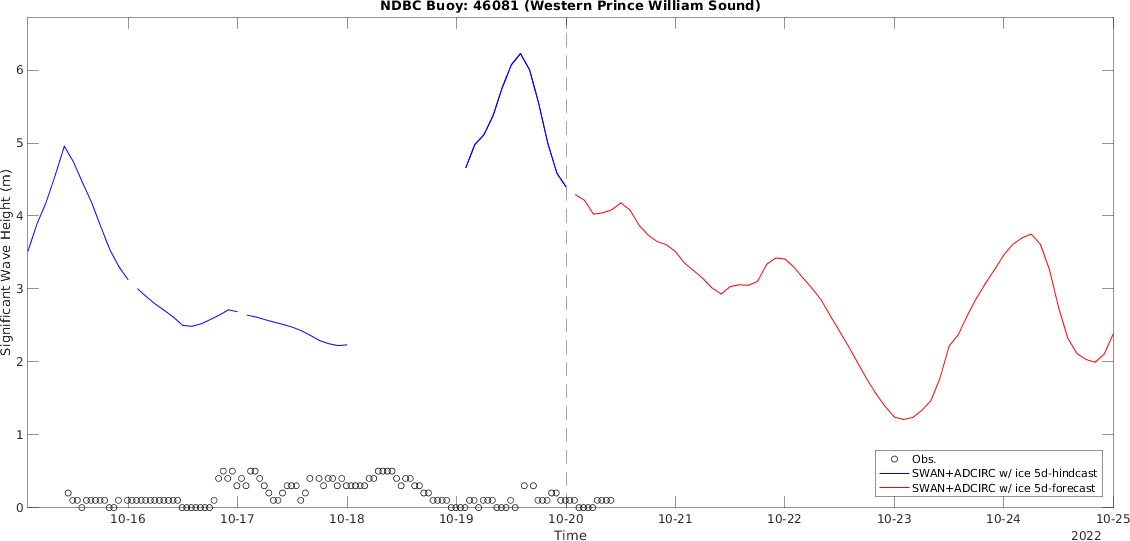 NDBC Buoy: 46081 (Western Prince William Sound)
Significant Wave Height (m)
6
5
4
3
2
1
0
Obs.
SWAN+ADCIRC w/ ice 5d-hindcast
SWAN+ADCIRC w/ ice 5d-forecast
10-16 10-17 10-18 10-19 10-20 10-21 10-22 10-23 10-24 10-25
Time
2022